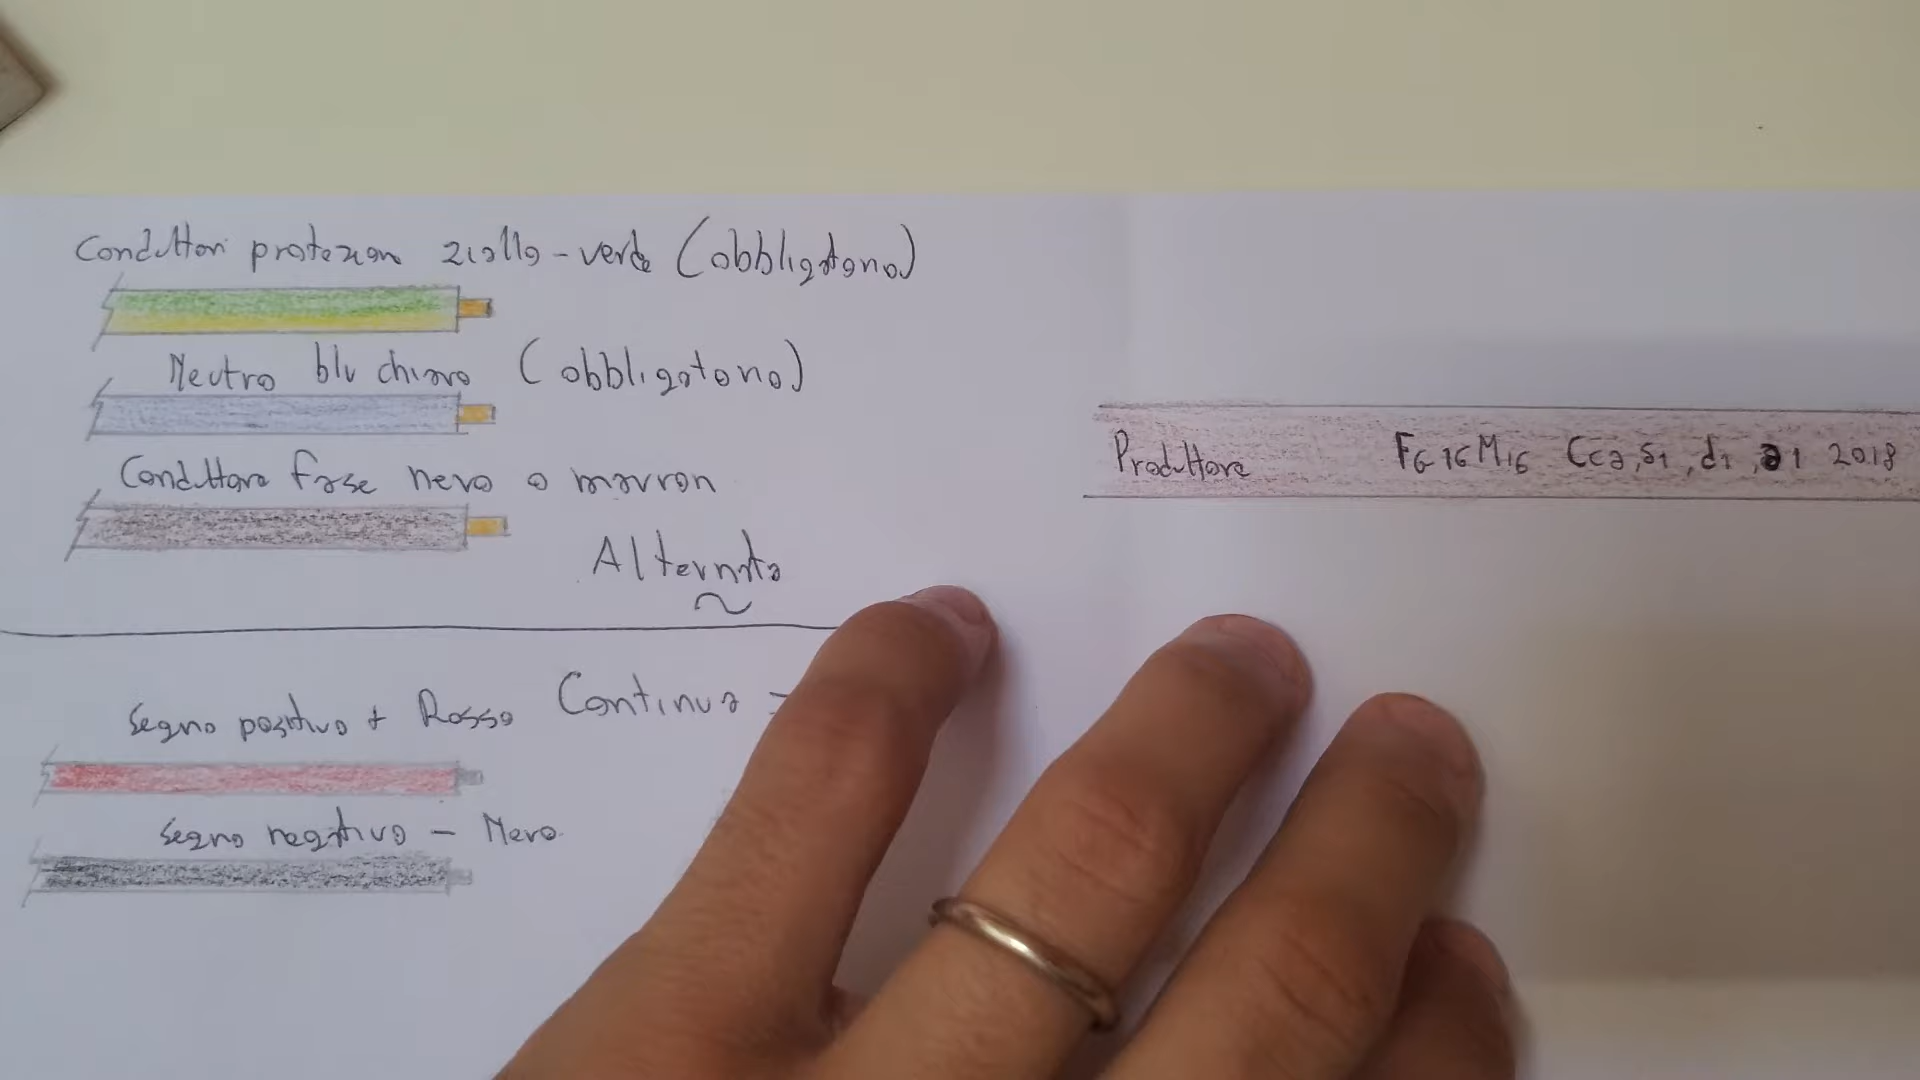 Conduttori protezione giallo-verde (obbligatorio)
Neutro blu chiaro (obbligatorio)
Conduttore fase nero o marron
Alternata
~
Segno positivo + Rosso Continua =
Segno negativo - Nero
Produttore FG16M16 Cca,s1,d1,a1 2018